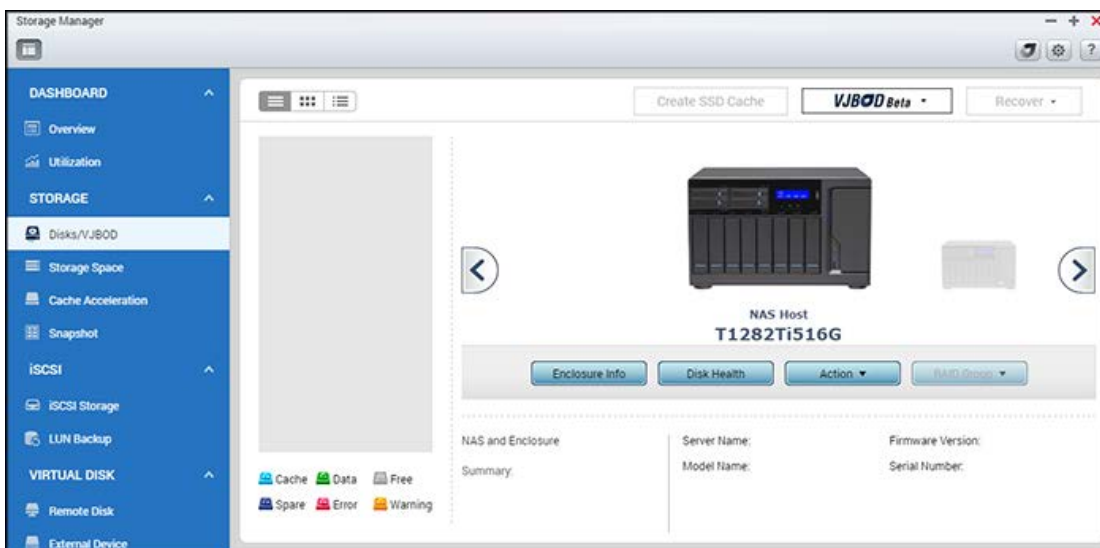 Storage Manager
DASHBOARD
Overview
Utilization
STORAGE
Disks/VJBOD
Storage Space
Cache Acceleration
Snapshot
iSCSI
iSCSI Storage
LUN Backup
VIRTUAL DISK
Remote Disk
External Device
Create SSD Cache
VJBOD Beta
Recover
NAS Host
T1282Ti516G
Enclosure Info
Disk Health
Action
RAID Group
NAS and Enclosure
Summary:
Server Name:
Model Name:
Firmware Version:
Serial Number:
Cache Data Free
Spare Error Warning